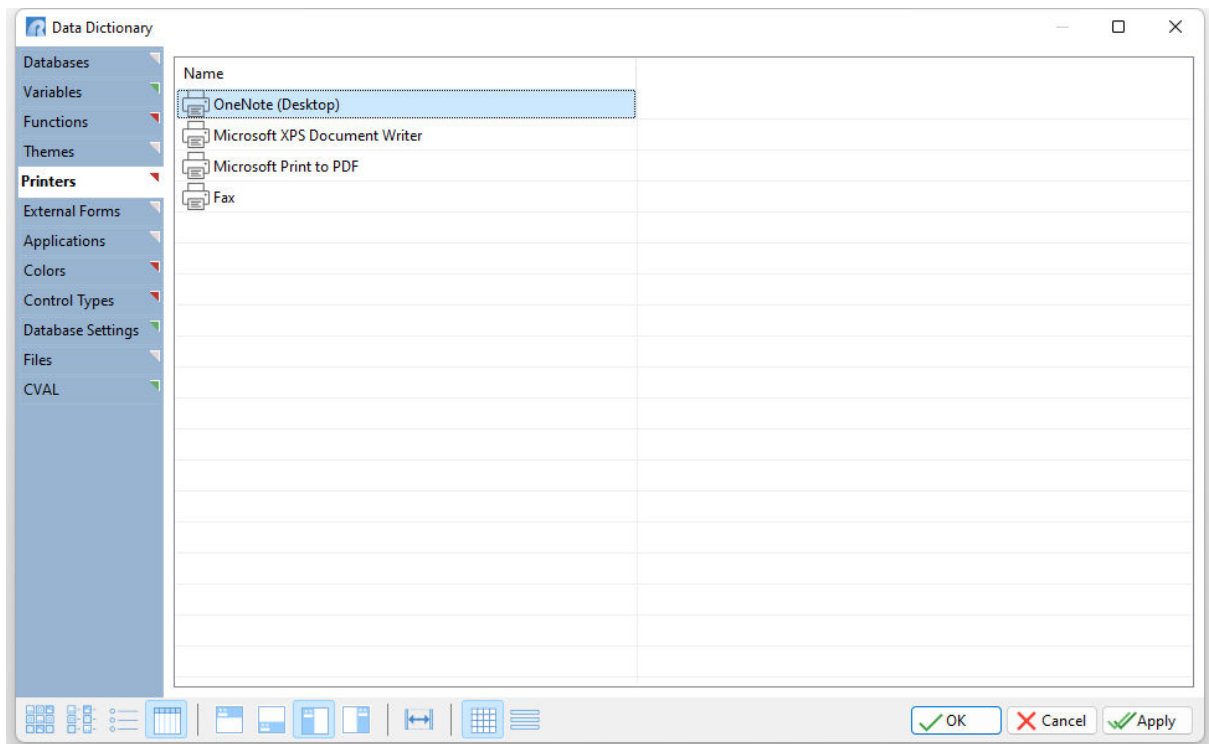 Data Dictionary
Databases
Variables
Functions
Themes
Printers
External Forms
Applications
Colors
Control Types
Database Settings
Files
CVAL
Name
OneNote (Desktop)
Microsoft XPS Document Writer
Microsoft Print to PDF
Fax
OK
Cancel
Apply